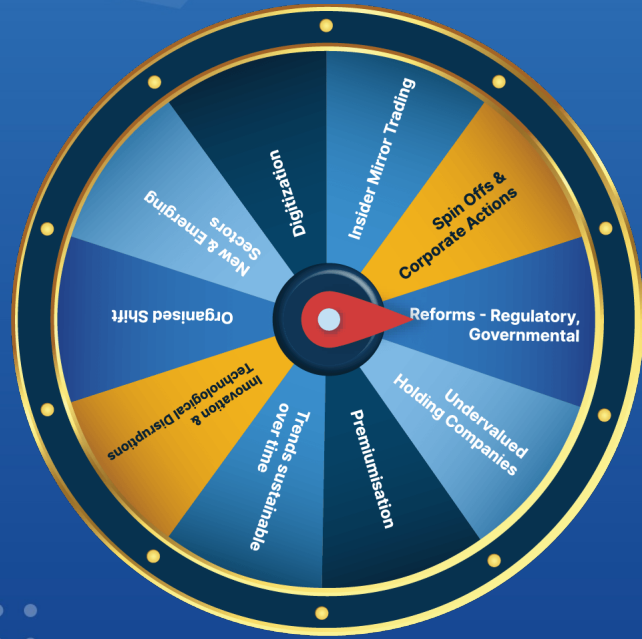 Insider Mirror Trading
Spin Offs &
Corporate Actions
Reforms - Regulatory,
Governmental
Undervalued
Holding Companies
Premiumisation
Trends sustainable
over time
Innovation &
Technological Disruptions
Organised Shift
New & Emerging
Sectors
Digitization